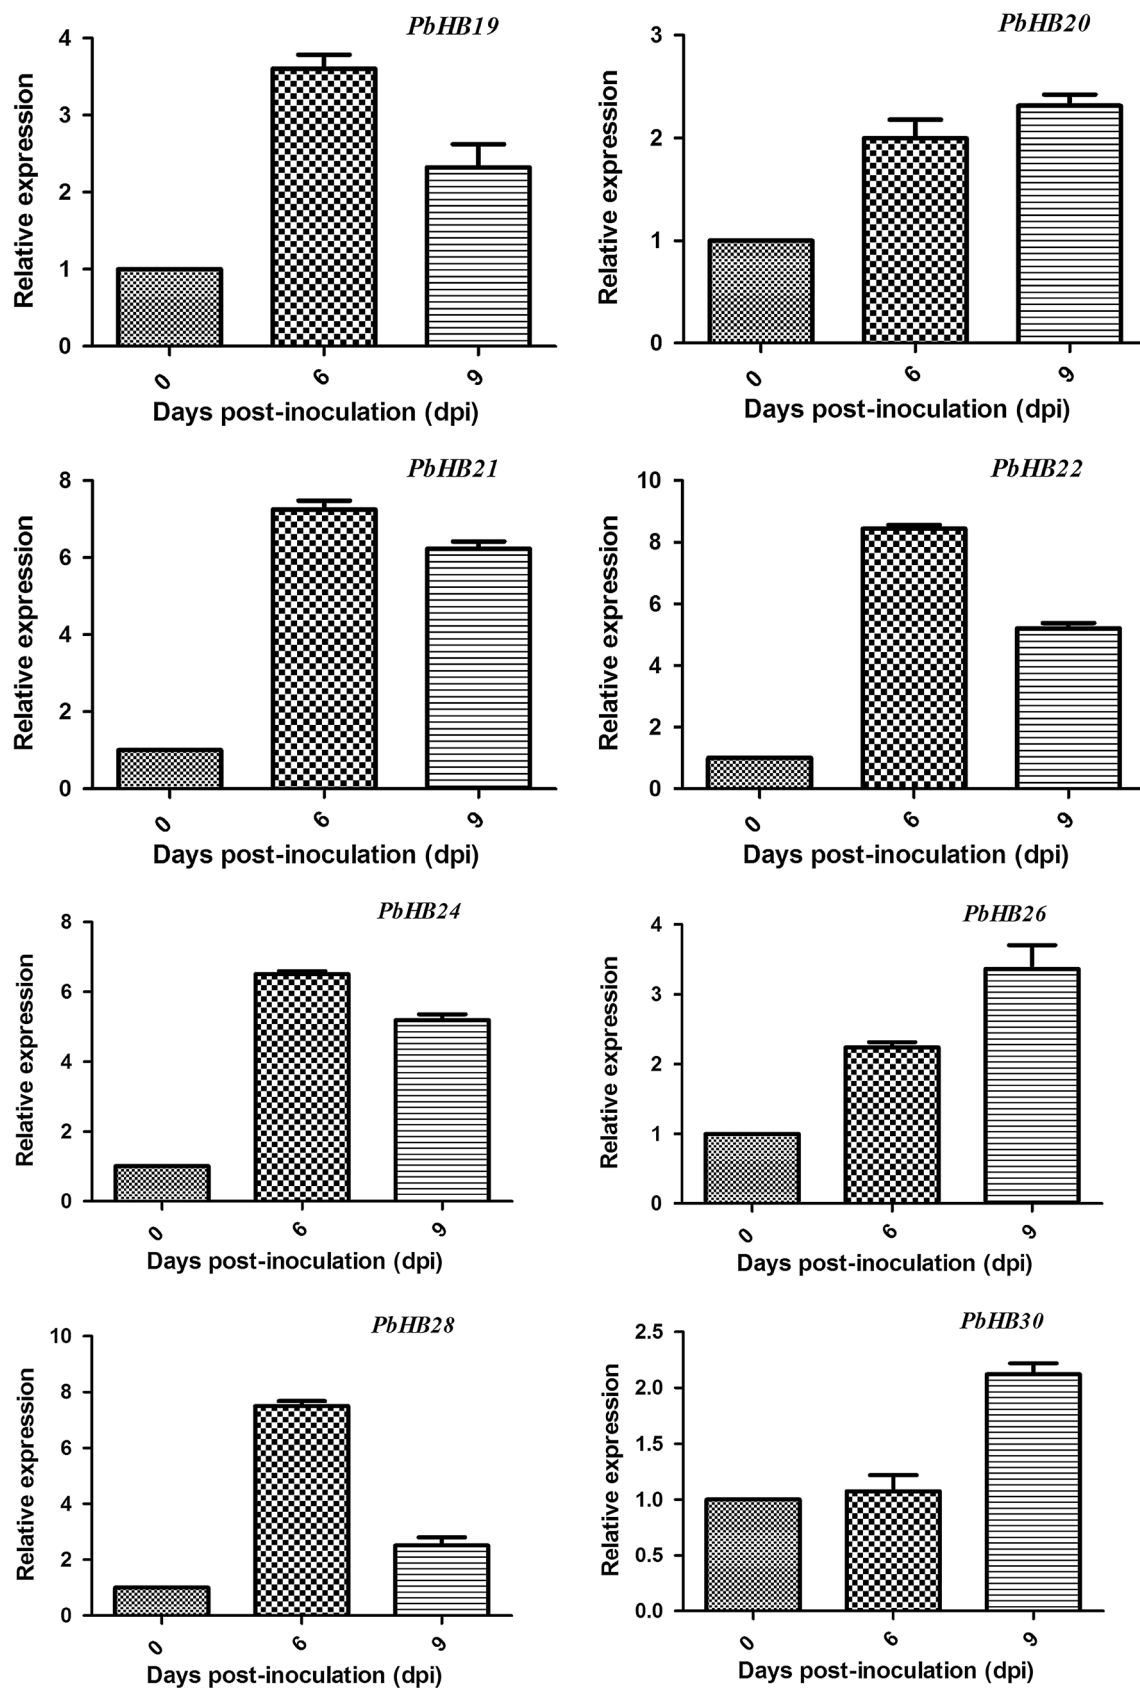 PbHB19
4
3
2
1
0
Relative expression
0 6 9
Days post-inoculation (dpi)
PbHB20
3
2
1
0
Relative expression
0 6 9
Days post-inoculation (dpi)
PbHB21
8
6
4
2
0
Relative expression
0 6 9
Days post-inoculation (dpi)
PbHB22
10
8
6
4
2
0
Relative expression
0 6 9
Days post-inoculation (dpi)
PbHB24
8
6
4
2
0
Relative expression
0 6 9
Days post-inoculation (dpi)
PbHB26
4
3
2
1
0
Relative expression
0 6 9
Days post-inoculation (dpi)
PbHB28
10
8
6
4
2
0
Relative expression
0 6 9
Days post-inoculation (dpi)
PbHB30
2.5
2.0
1.5
1.0
0.5
0.0
Relative expression
0 6 9
Days post-inoculation (dpi)